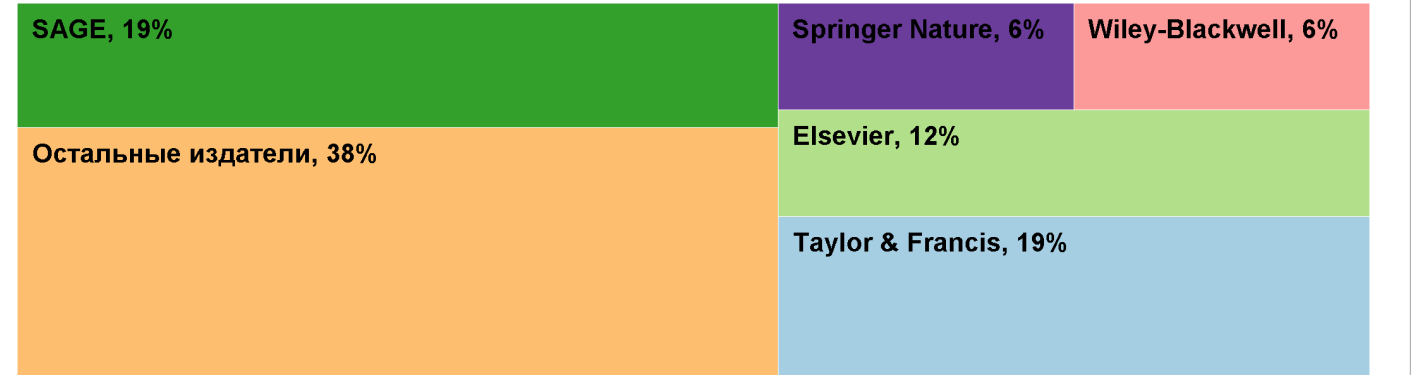 SAGE, 19%
Остальные издатели, 38%
Springer Nature, 6%
Wiley-Blackwell, 6%
Elsevier, 12%
Taylor & Francis, 19%